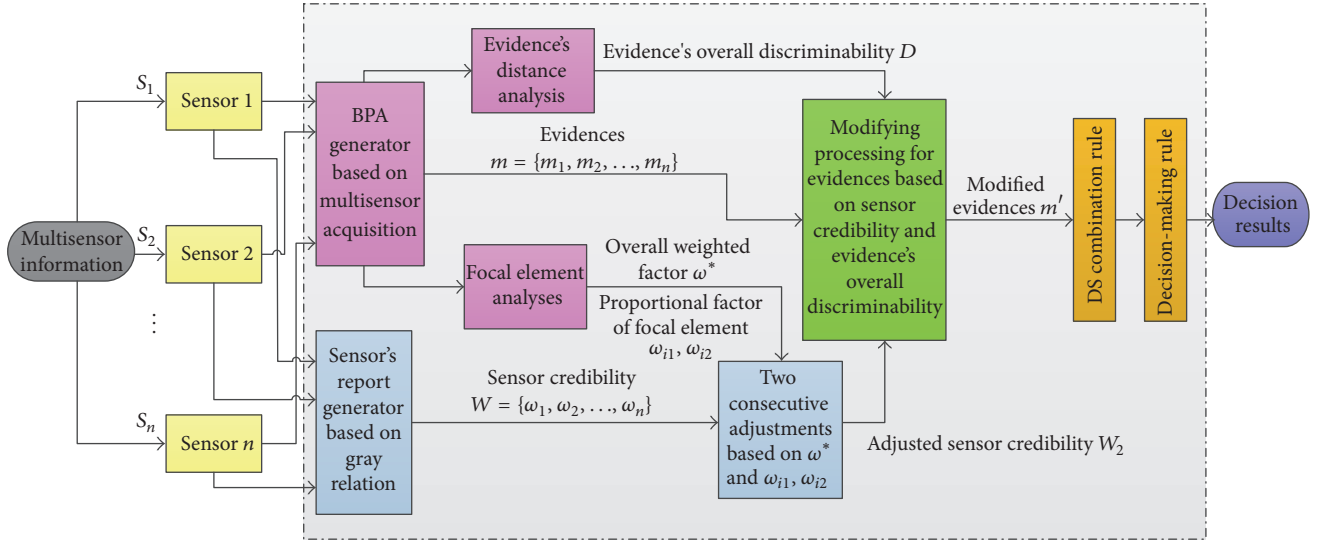 Multisensor
information
S₁
S₂
⋮
Sₙ
Sensor 1
Sensor 2
Sensor n
BPA
generator
based on
multisensor
acquisition
Sensor's
report
generator
based on
gray
relation
Evidence's
distance
analysis
Evidence's overall discriminability D
Evidences
m = {m₁, m₂, …, mₙ}
Focal element
analyses
Overall weighted
factor ω*
Proportional factor
of focal element
ωᵢ₁, ωᵢ₂
Sensor credibility
W = {ω₁, ω₂, …, ωₙ}
Two
consecutive
adjustments
based on ω*
and ωᵢ₁, ωᵢ₂
Adjusted sensor credibility W₂
Modifying
processing for
evidences based
on sensor
credibility and
evidence's
overall
discriminability
Modified
evidences m′
DS combination rule
Decision-making rule
Decision
results